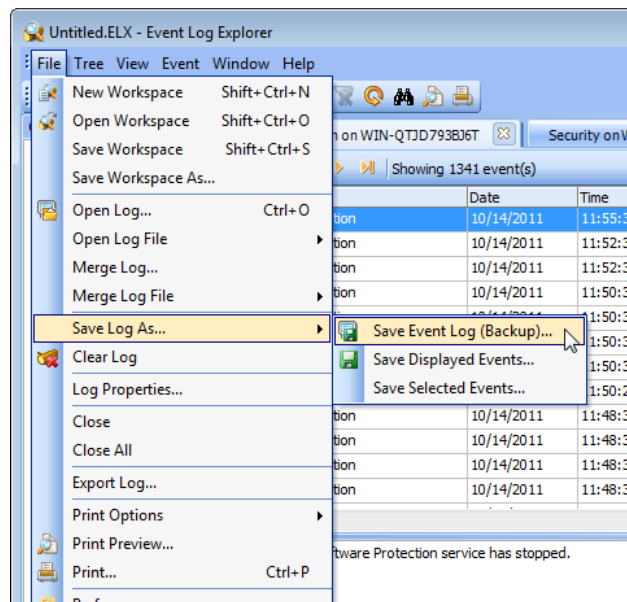 Untitled.ELX - Event Log Explorer
File Tree View Event Window Help
New Workspace Shift+Ctrl+N
Open Workspace Shift+Ctrl+O
Save Workspace Shift+Ctrl+S
Save Workspace As...
Open Log... Ctrl+O
Open Log File
Merge Log...
Merge Log File
Save Log As...
Clear Log
Log Properties...
Close
Close All
Export Log...
Print Options
Print Preview...
Print... Ctrl+P
Save Event Log (Backup)...
Save Displayed Events...
Save Selected Events...
on WIN-QTJD793BJ6T
Security on
Showing 1341 event(s)
Date Time
tion 10/14/2011 11:55:3
tion 10/14/2011 11:52:3
tion 10/14/2011 11:52:3
tion 10/14/2011 11:50:3
1:50:3
1:50:3
1:50:2
tion 10/14/2011 11:48:3
tion 10/14/2011 11:48:3
tion 10/14/2011 11:48:3
tion 10/14/2011 11:48:3
tware Protection service has stopped.